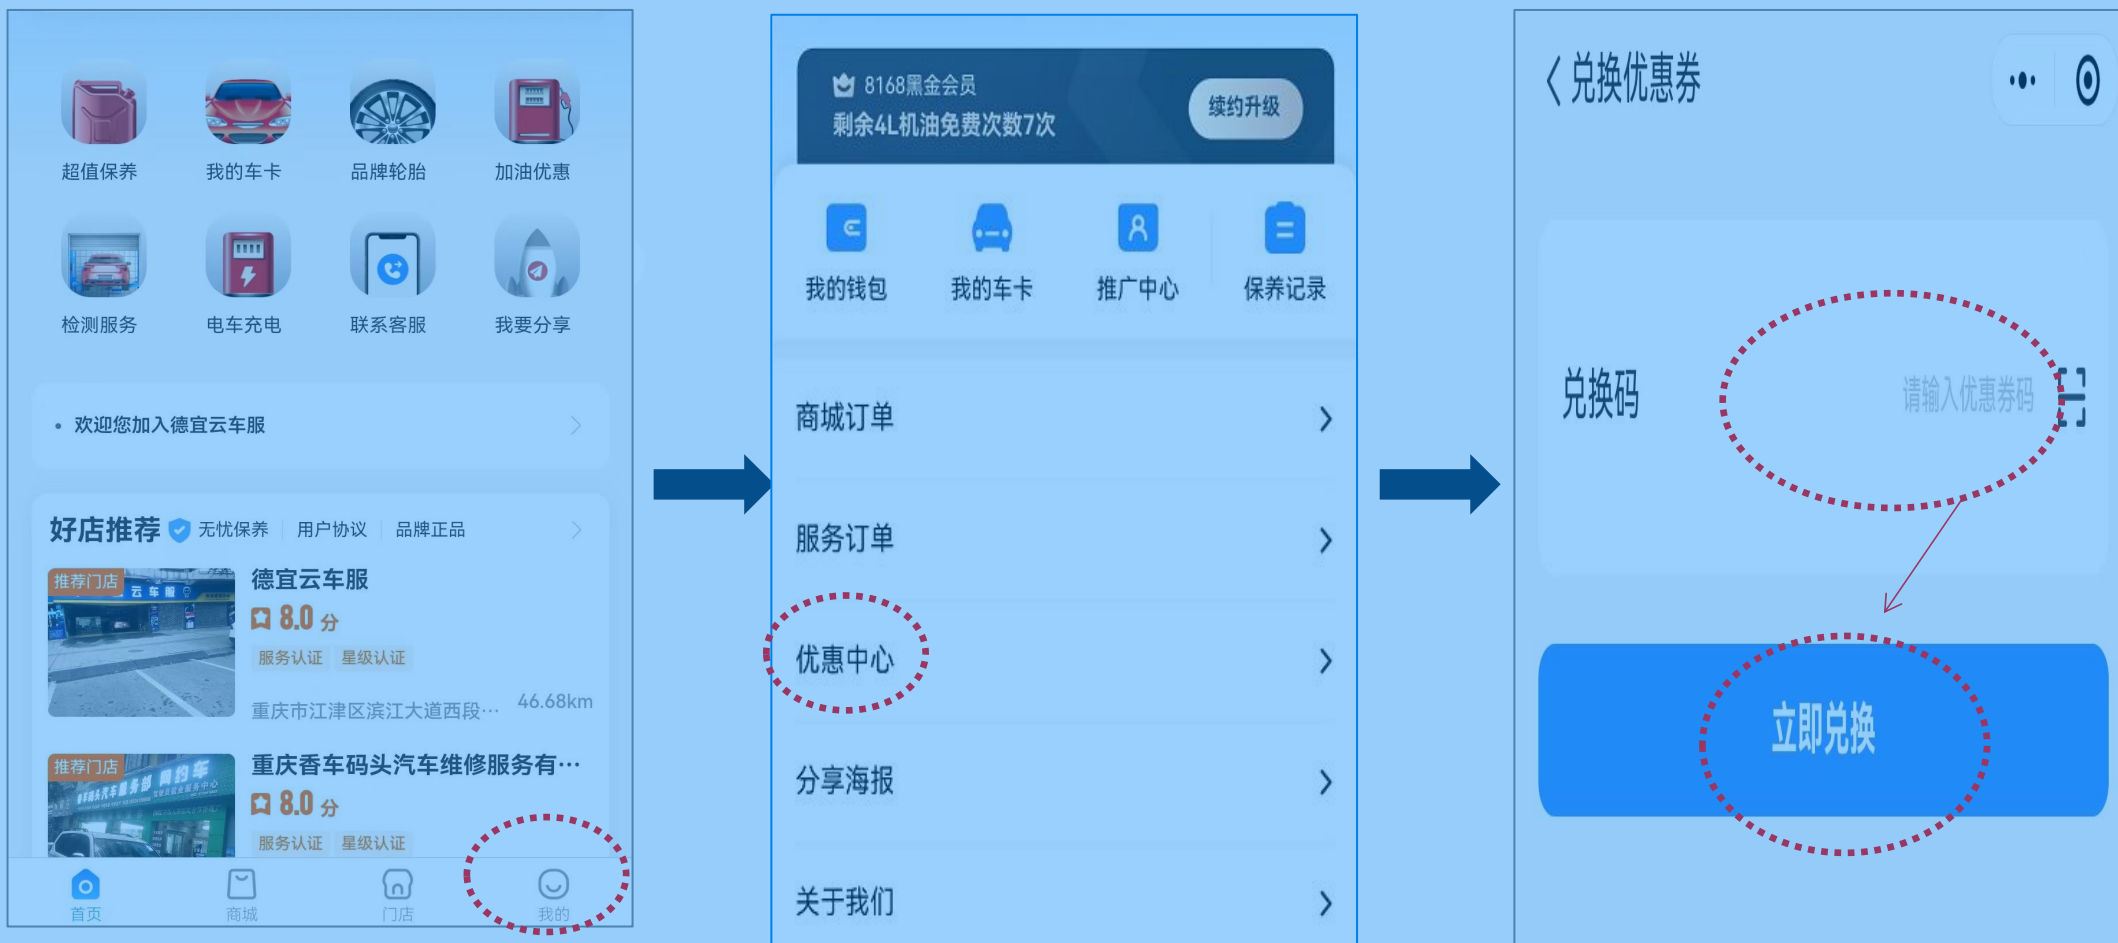 超值保养 我的车卡 品牌轮胎 加油优惠
检测服务 电车充电 联系客服 我要分享
• 欢迎您加入德宜云车服
好店推荐 无忧保养 用户协议 品牌正品
推荐门店
云车服
德宜云车服
8.0 分
服务认证 星级认证
重庆市江津区滨江大道西段… 46.68km
推荐门店
重庆香车码头汽车维修服务有…
8.0 分
服务认证 星级认证
首页 商城 门店 我的
8168黑金会员
剩余4L机油免费次数7次
续约升级
我的钱包 我的车卡 推广中心 保养记录
商城订单
服务订单
优惠中心
分享海报
关于我们
兑换优惠券
兑换码 请输入优惠券码
立即兑换